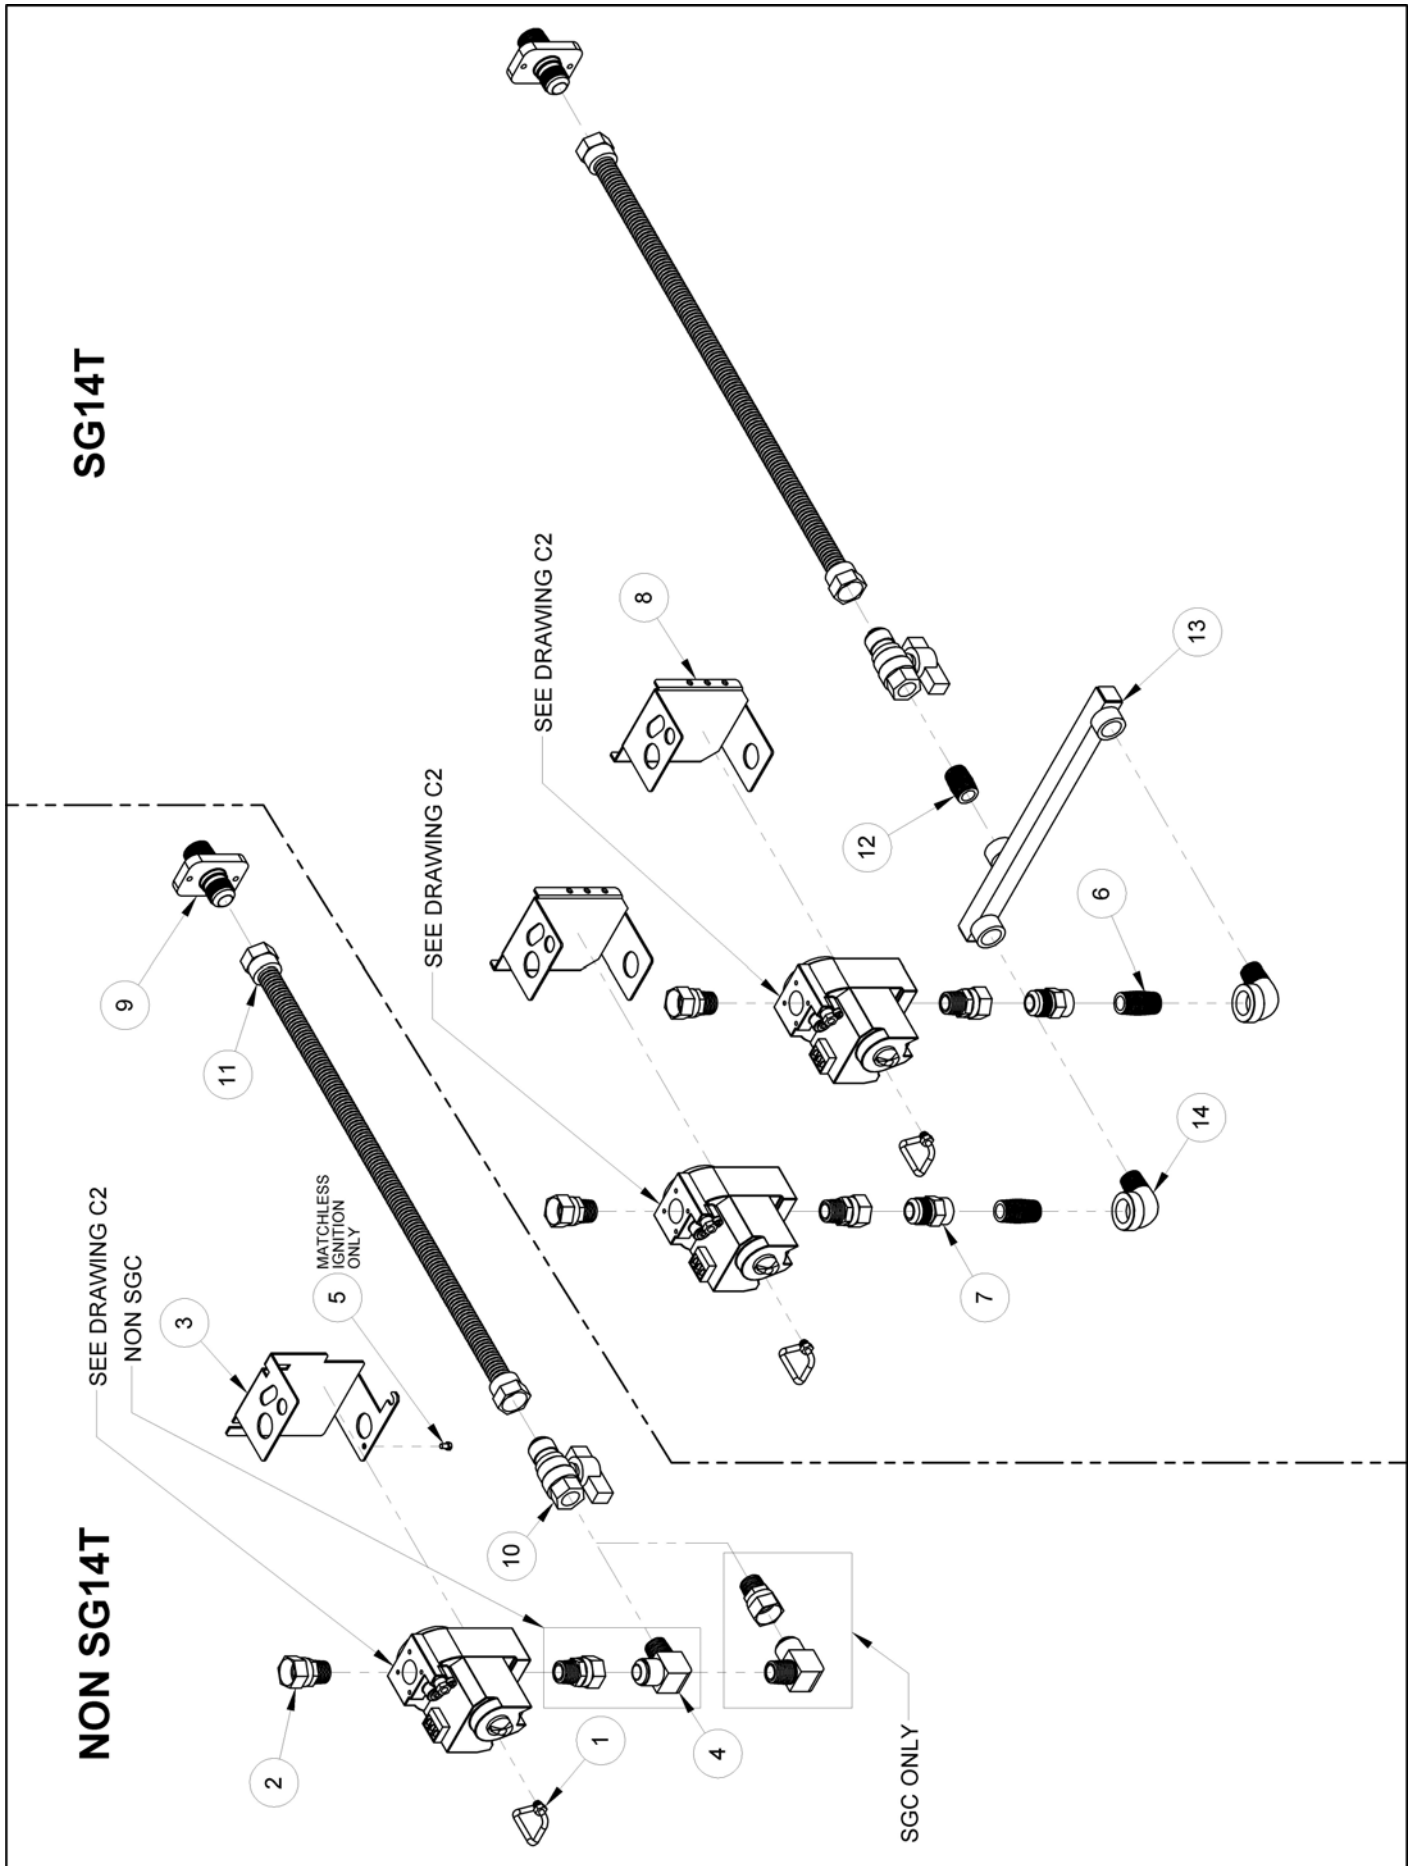 NON SG14T
SG14T
SEE DRAWING C2
NON SGC
3
MATCHLESS
IGNITION
ONLY
5
2
1
4
SGC ONLY
10
11
9
SEE DRAWING C2
SEE DRAWING C2
8
12
13
6
7
14